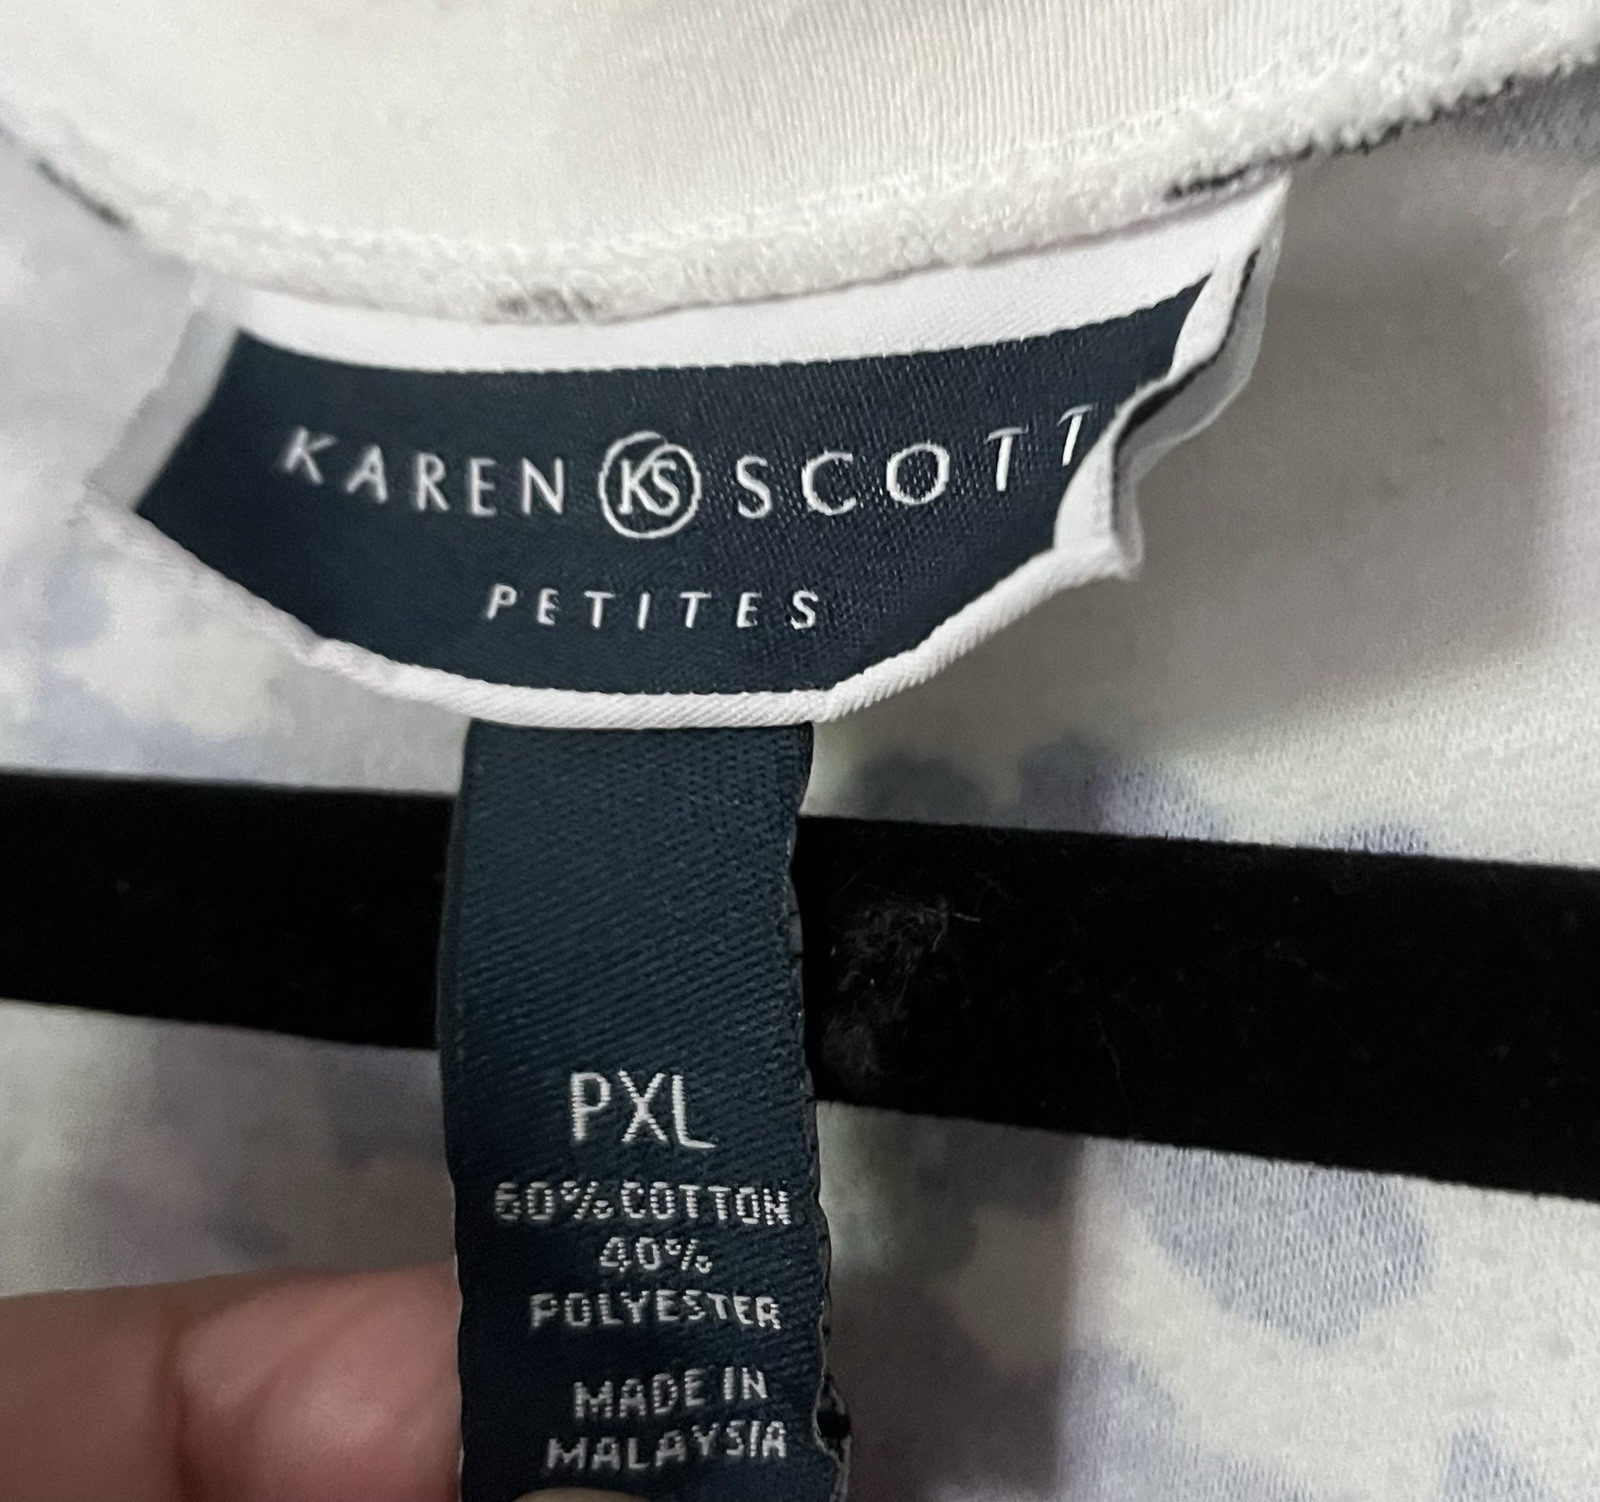 KAREN KS SCOTT
PETITES
PXL
60% COTTON
40%
POLYESTER
MADE IN
MALAYSIA